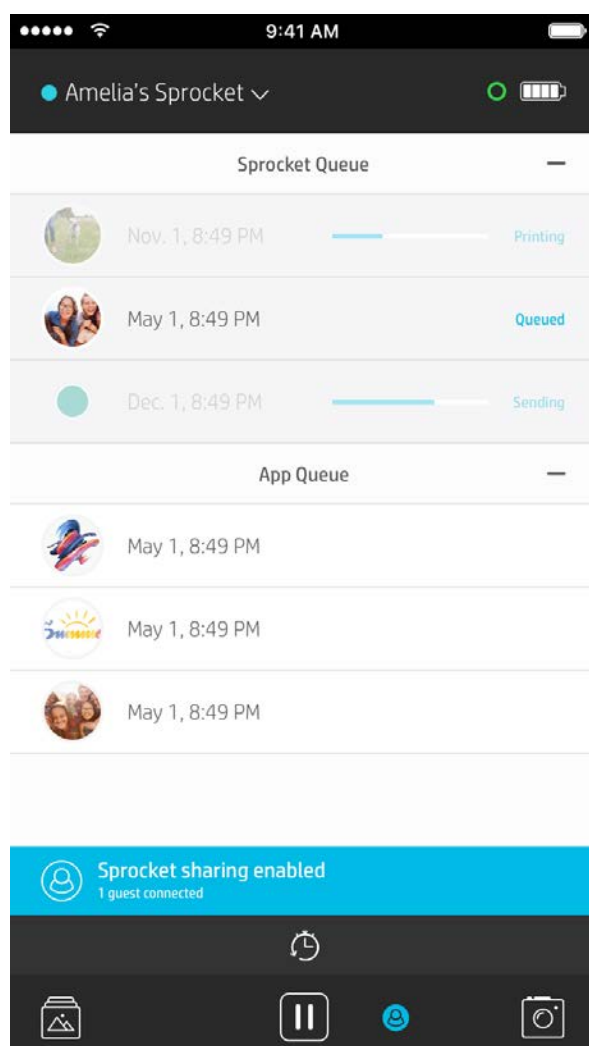 9:41 AM
Amelia's Sprocket
Sprocket Queue
Nov. 1, 8:49 PM Printing
May 1, 8:49 PM Queued
Dec. 1, 8:49 PM Sending
App Queue
May 1, 8:49 PM
May 1, 8:49 PM
May 1, 8:49 PM
Sprocket sharing enabled
1 guest connected